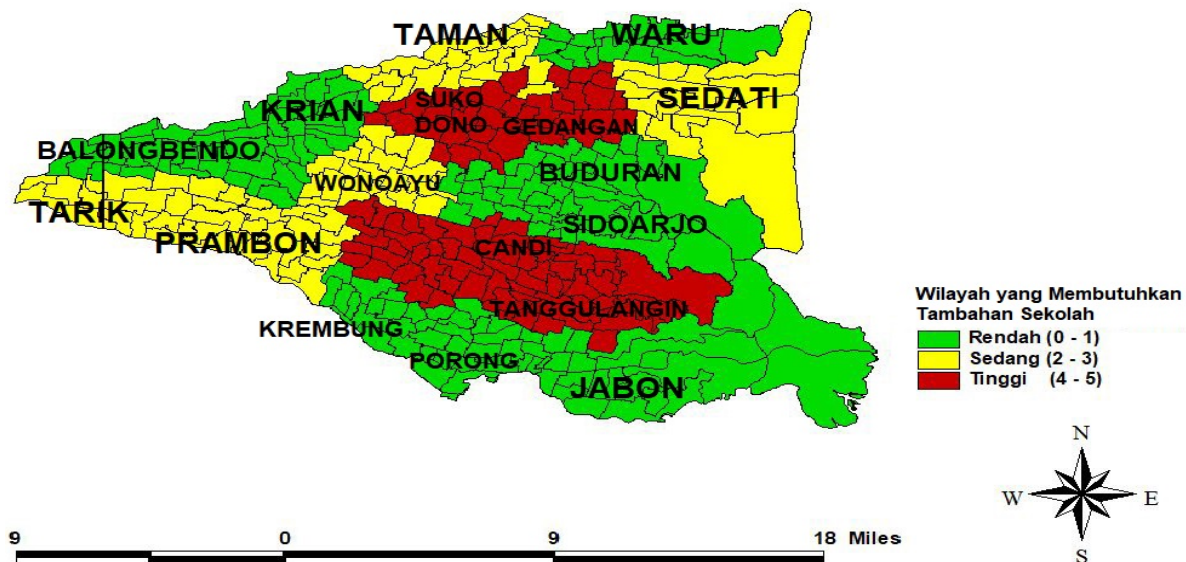 TAMAN
WARU
KRIAN
SUKO
DONO
GEDANGAN
SEDATI
BALONGBENDO
WONOAYU
BUDURAN
TARIK
PRAMBON
SIDOARJO
CANDI
TANGGULANGIN
KREMBUNG
PORONG
JABON
Wilayah yang Membutuhkan
Tambahan Sekolah
Rendah (0 - 1)
Sedang (2 - 3)
Tinggi (4 - 5)
N
W E
S
9 0 9 18 Miles